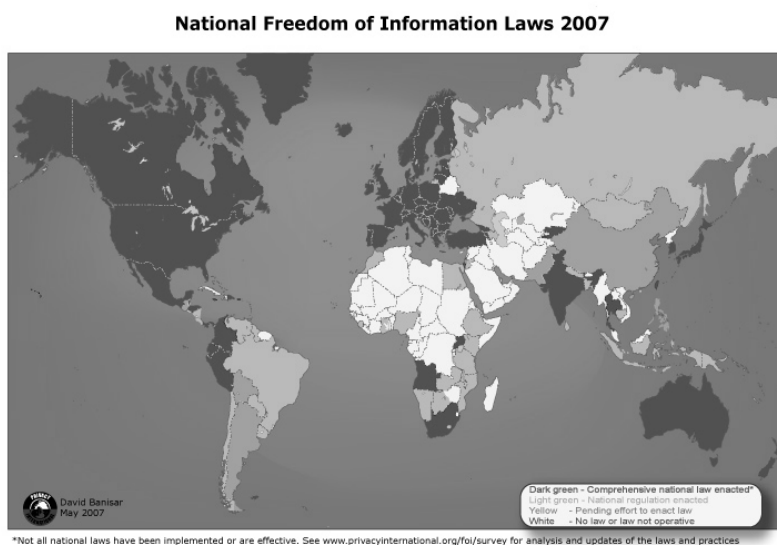 National Freedom of Information Laws 2007
David Banisar
May 2007
Dark green - Comprehensive national law enacted*
Light green - National regulation enacted
Yellow - Pending effort to enact law
White - No law or law not operative
*Not all national laws have been implemented or are effective. See www.privacyinternational.org/foi/survey for analysis and updates of the laws and practices